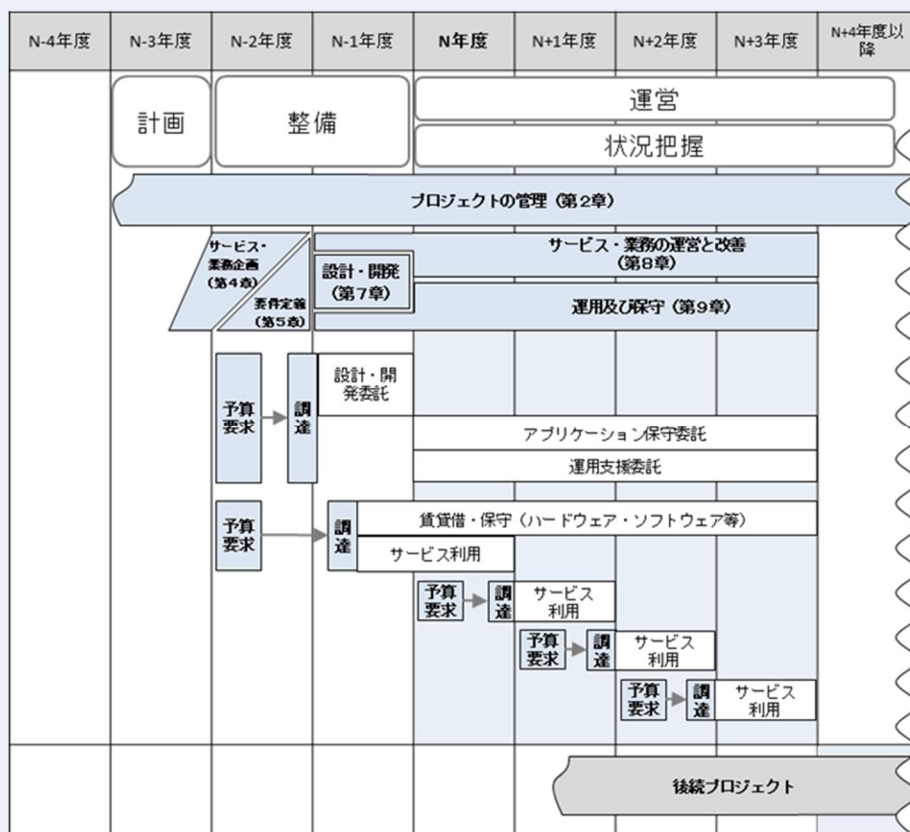 N-4年度
N-3年度
N-2年度
N-1年度
N年度
N+1年度
N+2年度
N+3年度
N+4年度以
降
計画
整備
運営
状況把握
プロジェクトの管理（第2章）
サービス・
業務企画
（第4章）
要件定義
（第5章）
設計・開発
（第7章）
サービス・業務の運営と改善
（第8章）
運用及び保守（第9章）
予算
要求
調
達
設計・開
発委託
アプリケーション保守委託
運用支援委託
予算
要求
調
達
賃貸借・保守（ハードウェア・ソフトウェア等）
サービス利用
予算
要求
調
達
サービス
利用
予算
要求
調
達
サービス
利用
予算
要求
調
達
サービス
利用
後続プロジェクト